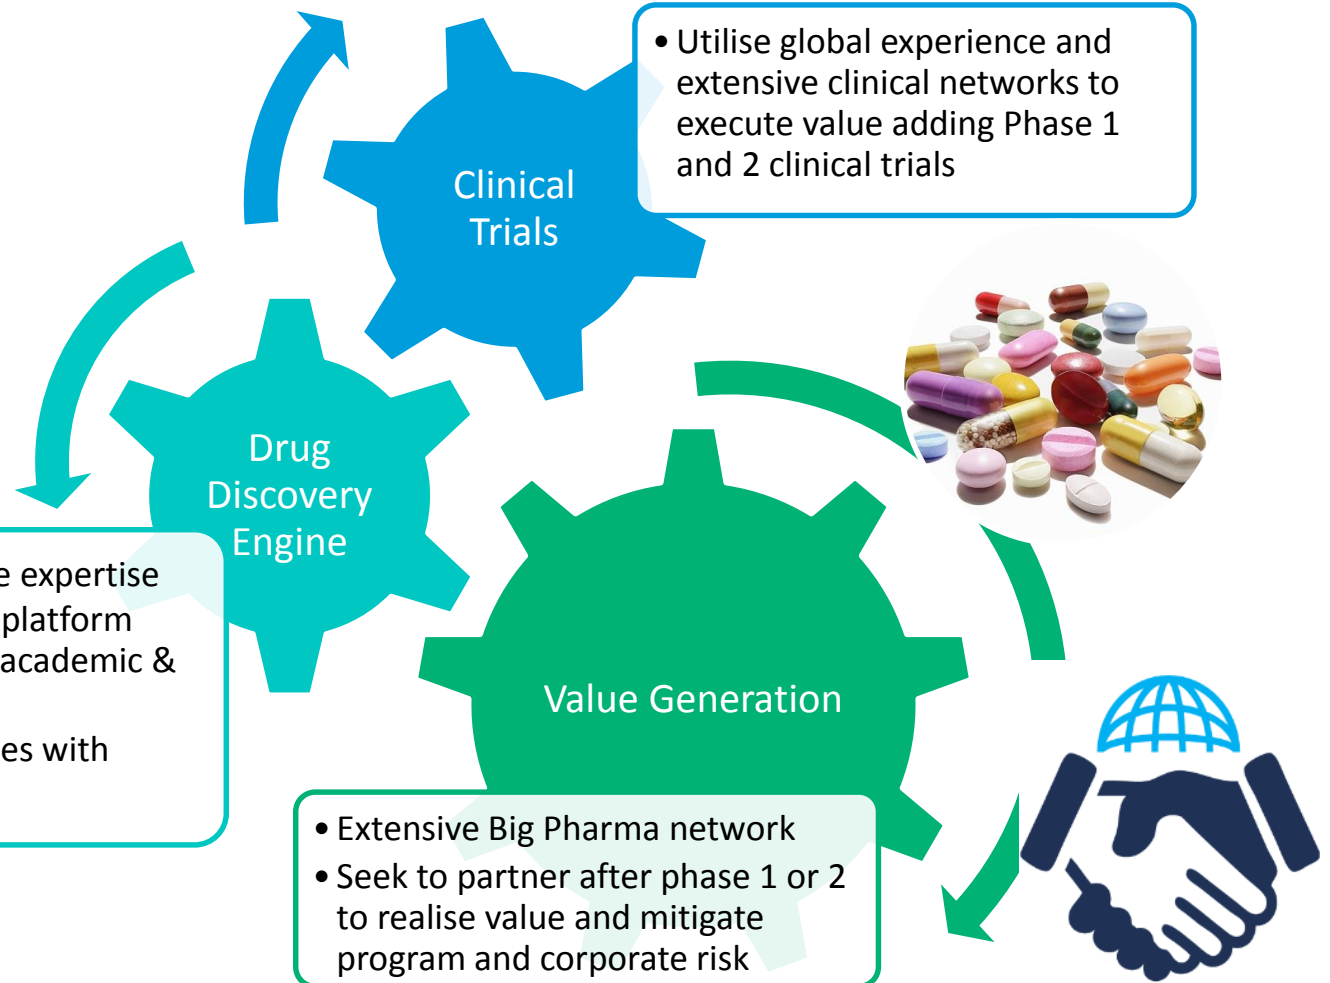 • Utilise global experience and
extensive clinical networks to
execute value adding Phase 1
and 2 clinical trials
Clinical
Trials
Drug
Discovery
Engine
expertise
platform
academic &
with
Value Generation
• Extensive Big Pharma network
• Seek to partner after phase 1 or 2
to realise value and mitigate
program and corporate risk